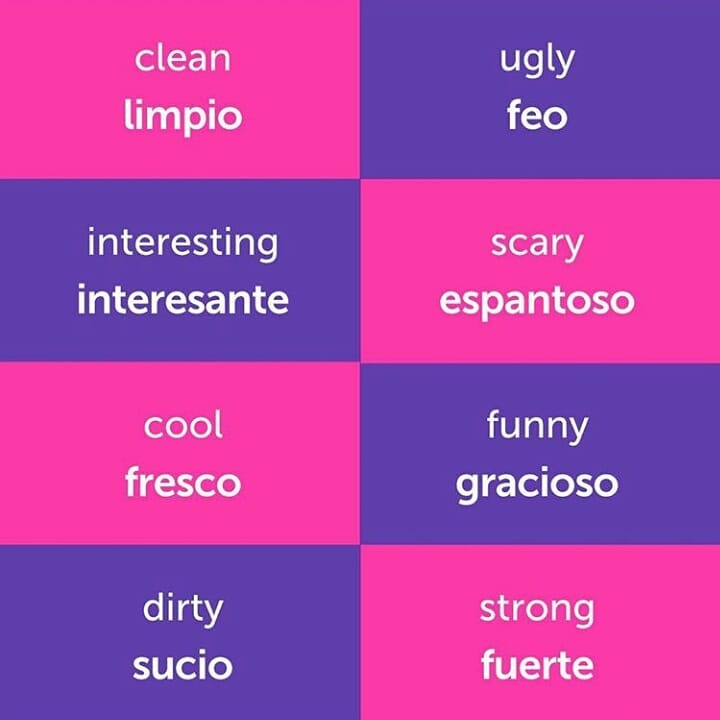 clean
limpio
ugly
feo
interesting
interesante
scary
espantoso
cool
fresco
funny
gracioso
dirty
sucio
strong
fuerte